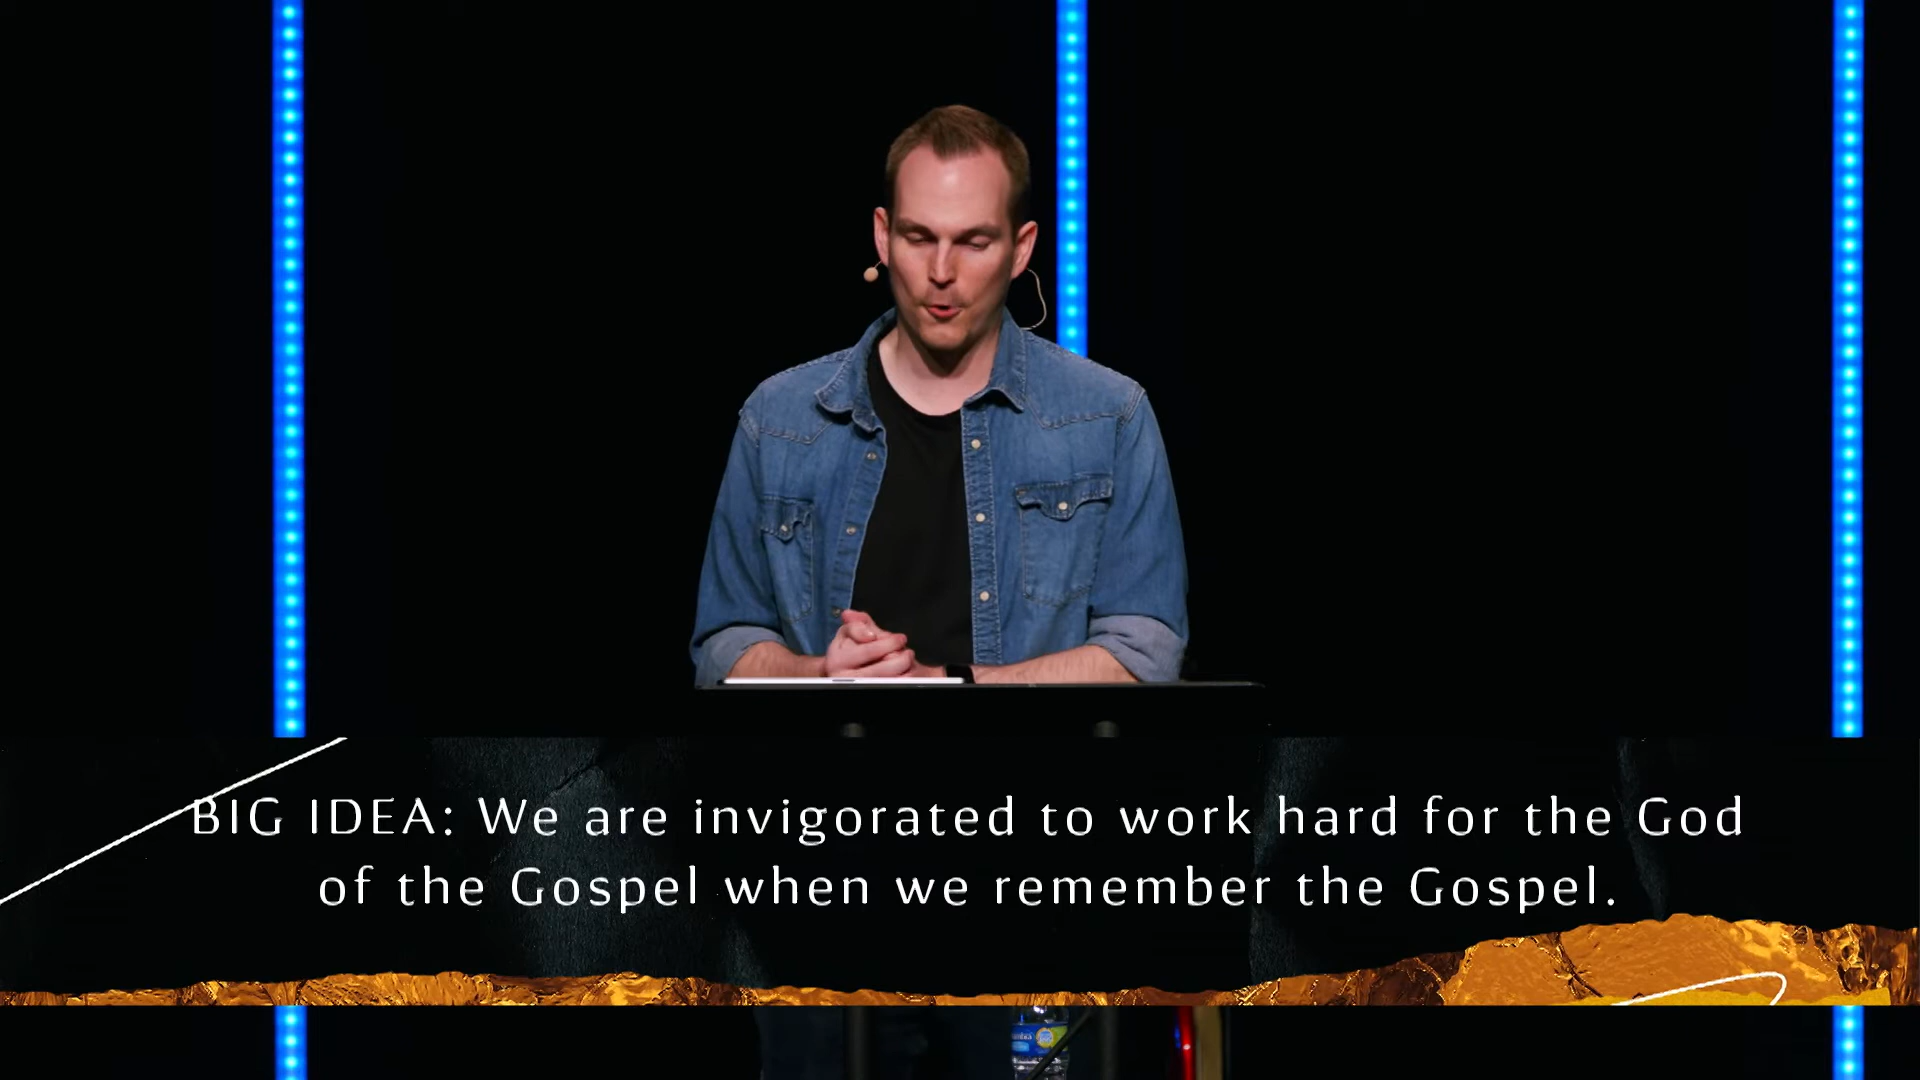 BIG IDEA: We are invigorated to work hard for the God
of the Gospel when we remember the Gospel.